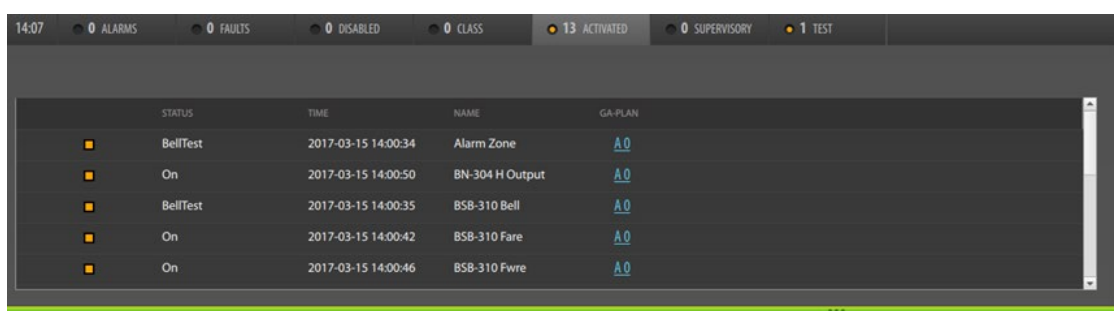 14:07 0 ALARMS 0 FAULTS 0 DISABLED 0 CLASS 13 ACTIVATED 0 SUPERVISORY 1 TEST
STATUS TIME NAME GA-PLAN
BellTest 2017-03-15 14:00:34 Alarm Zone A 0
On 2017-03-15 14:00:50 BN-304 H Output A 0
BellTest 2017-03-15 14:00:35 BSB-310 Bell A 0
On 2017-03-15 14:00:42 BSB-310 Fare A 0
On 2017-03-15 14:00:46 BSB-310 Fwre A 0